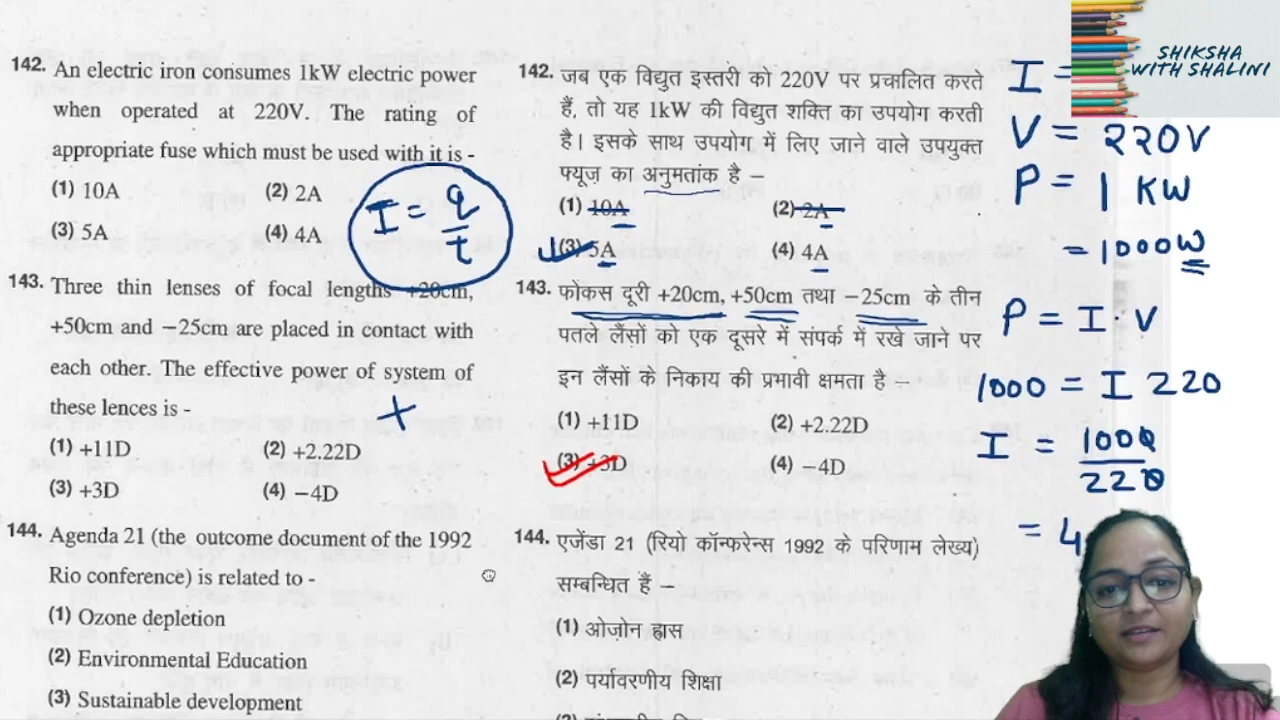 142. An electric iron consumes 1kW electric power
when operated at 220V. The rating of
appropriate fuse which must be used with it is -
(1) 10A (2) 2A
(3) 5A (4) 4A
I = q/t
143. Three thin lenses of focal lengths +20cm,
+50cm and −25cm are placed in contact with
each other. The effective power of system of
these lences is -
+
(1) +11D (2) +2.22D
(3) +3D (4) −4D
144. Agenda 21 (the outcome document of the 1992
Rio conference) is related to -
(1) Ozone depletion
(2) Environmental Education
(3) Sustainable development
142. जब एक विद्युत इस्तरी को 220V पर प्रचालित करते
हैं, तो यह 1kW की विद्युत शक्ति का उपयोग करती
है। इसके साथ उपयोग में लिए जाने वाले उपयुक्त
फ्यूज का अनुमतांक है –
(1) 10A (2) 2A
(3) 5A (4) 4A
143. फोकस दूरी +20cm, +50cm तथा −25cm के तीन
पतले लैंसों को एक दूसरे में संपर्क में रखे जाने पर
इन लैंसों के निकाय की प्रभावी क्षमता है –
(1) +11D (2) +2.22D
(3) +3D (4) −4D
144. एजेंडा 21 (रियो कॉन्फ़रेन्स 1992 के परिणाम लेख्य)
सम्बन्धित हैं –
(1) ओज़ोन ह्रास
(2) पर्यावरणीय शिक्षा
SHIKSHA
WITH SHALINI
I =
V = 220V
P = 1 KW
= 1000W
P = I · V
1000 = I 220
I = 1000/220
= 4